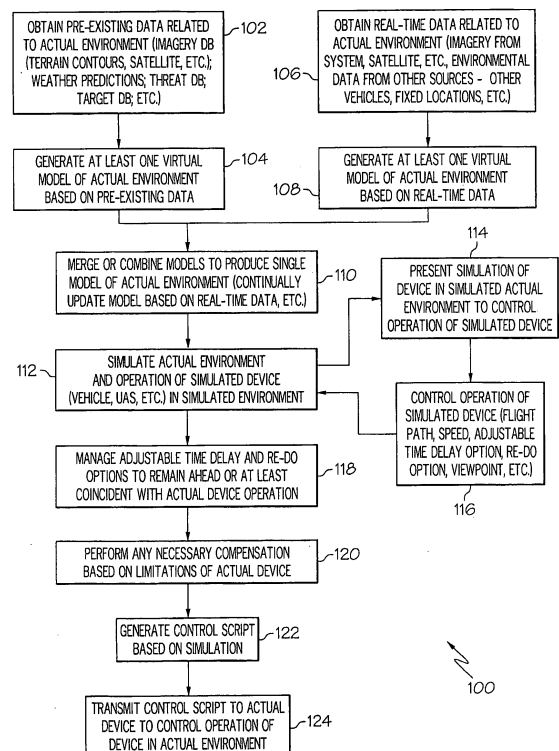 OBTAIN PRE-EXISTING DATA RELATED
TO ACTUAL ENVIRONMENT (IMAGERY DB
(TERRAIN CONTOURS, SATELLITE, ETC.);
WEATHER PREDICTIONS; THREAT DB;
TARGET DB; ETC.)
102
OBTAIN REAL-TIME DATA RELATED TO
ACTUAL ENVIRONMENT (IMAGERY FROM
SYSTEM, SATELLITE, ETC., ENVIRONMENTAL
DATA FROM OTHER SOURCES - OTHER
VEHICLES, FIXED LOCATIONS, ETC.)
106
GENERATE AT LEAST ONE VIRTUAL
MODEL OF ACTUAL ENVIRONMENT
BASED ON PRE-EXISTING DATA
104
GENERATE AT LEAST ONE VIRTUAL
MODEL OF ACTUAL ENVIRONMENT
BASED ON REAL-TIME DATA
108
MERGE OR COMBINE MODELS TO PRODUCE SINGLE
MODEL OF ACTUAL ENVIRONMENT (CONTINUALLY
UPDATE MODEL BASED ON REAL-TIME DATA, ETC.)
110
114
PRESENT SIMULATION OF
DEVICE IN SIMULATED ACTUAL
ENVIRONMENT TO CONTROL
OPERATION OF SIMULATED DEVICE
112
SIMULATE ACTUAL ENVIRONMENT
AND OPERATION OF SIMULATED DEVICE
(VEHICLE, UAS, ETC.) IN SIMULATED ENVIRONMENT
CONTROL OPERATION OF
SIMULATED DEVICE (FLIGHT
PATH, SPEED, ADJUSTABLE
TIME DELAY OPTION, RE-DO
OPTION, VIEWPOINT, ETC.)
116
MANAGE ADJUSTABLE TIME DELAY AND RE-DO
OPTIONS TO REMAIN AHEAD OR AT LEAST
COINCIDENT WITH ACTUAL DEVICE OPERATION
118
PERFORM ANY NECESSARY COMPENSATION
BASED ON LIMITATIONS OF ACTUAL DEVICE
120
GENERATE CONTROL SCRIPT
BASED ON SIMULATION
122
TRANSMIT CONTROL SCRIPT TO ACTUAL
DEVICE TO CONTROL OPERATION OF
DEVICE IN ACTUAL ENVIRONMENT
124
100